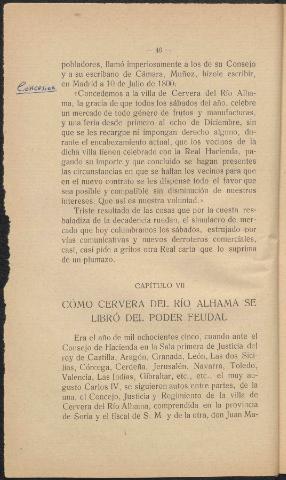 — 46 —
pobladores, llamó imperiosamente a los de su Consejo
y a su escribano de Cámara, Muñoz, hízole escribir,
en Madrid a 10 de Julio de 1800:
Concesión
«Concedemos a la villa de Cervera del Río Alha-
ma, la gracia de que todos los sábados del año, celebre
un mercado de todo género de frutos y manufacturas,
y una feria desde primero al ocho de Diciembre, sin
que se les recargue ni impongan derecho alguno, du-
rante el encabezamiento actual, que los vecinos de la
dicha villa tienen celebrado con la Real Hacienda, pa-
gando su importe y que concluido se hagan presentes
las circunstancias en que se hallan los vecinos para que
en el nuevo contrato se les dispense todo el favor que
sea posible y compatible sin disminución de nuestros
intereses. Que así es nuestra voluntad.»
Triste resultado de las cosas que por la cuesta res-
baladiza de la decadencia ruedan, el simulacro de mer-
cado que hoy columbramos los sábados, estrujado por
vías comunicativas y nuevos derroteros comerciales,
casi, casi pide a gritos otra Real carta que lo suprima
de un plumazo.
CAPÍTULO VII
CÓMO CERVERA DEL RÍO ALHAMA SE
LIBRÓ DEL PODER FEUDAL
Era el año de mil ochocientos cinco, cuando ante el
Consejo de Hacienda en la Sala primera de Justicia del
rey de Castilla, Aragón, Granada, León, Las dos Sici-
lias, Córcega, Cerdeña, Jerusalén, Navarra, Toledo,
Valencia, Las Indias, Gibraltar, etc., etc., el muy
augusto Carlos IV, se siguieron autos entre partes, de la
una, el Concejo, Justicia y Regimiento de la villa de
Cervera del Río Alhama, comprendida en la provincia
de Soria y el fiscal de S. M. y de la otra, don Juan Ma-